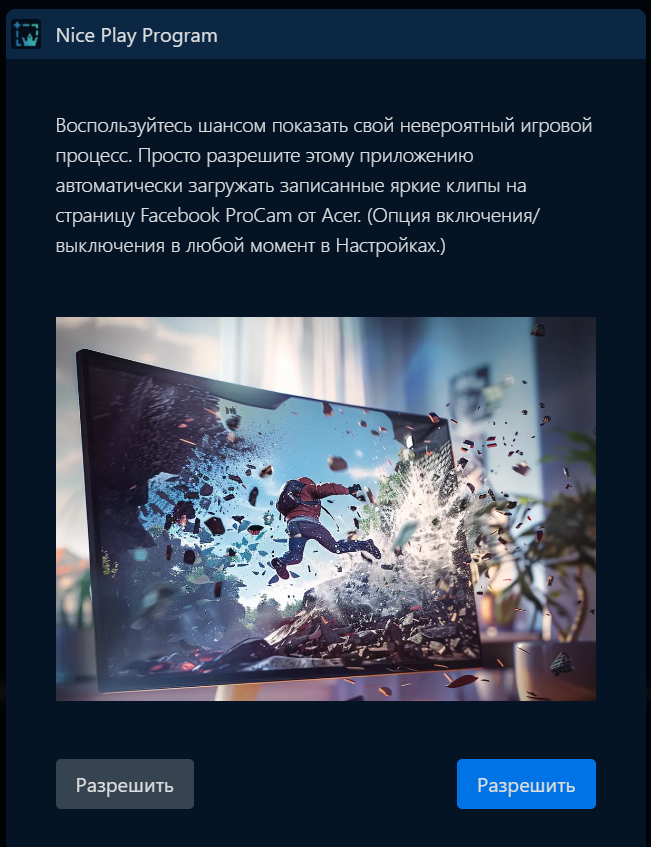 Nice Play Program
Воспользуйтесь шансом показать свой невероятный игровой
процесс. Просто разрешите этому приложению
автоматически загружать записанные яркие клипы на
страницу Facebook ProCam от Acer. (Опция включения/
выключения в любой момент в Настройках.)
Разрешить
Разрешить